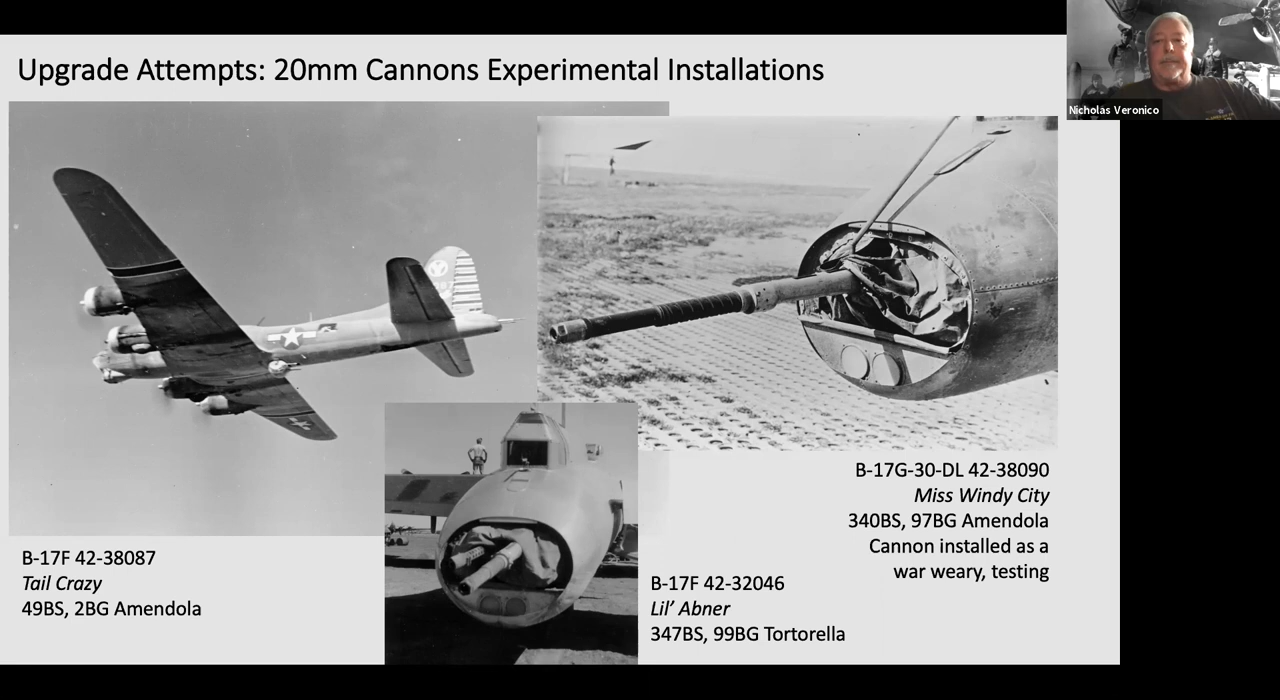 Upgrade Attempts: 20mm Cannons Experimental Installations
Nicholas Veronico
B-17G-30-DL 42-38090
Miss Windy City
340BS, 97BG Amendola
Cannon installed as a
war weary, testing
B-17F 42-38087
Tail Crazy
49BS, 2BG Amendola
B-17F 42-32046
Lil’ Abner
347BS, 99BG Tortorella